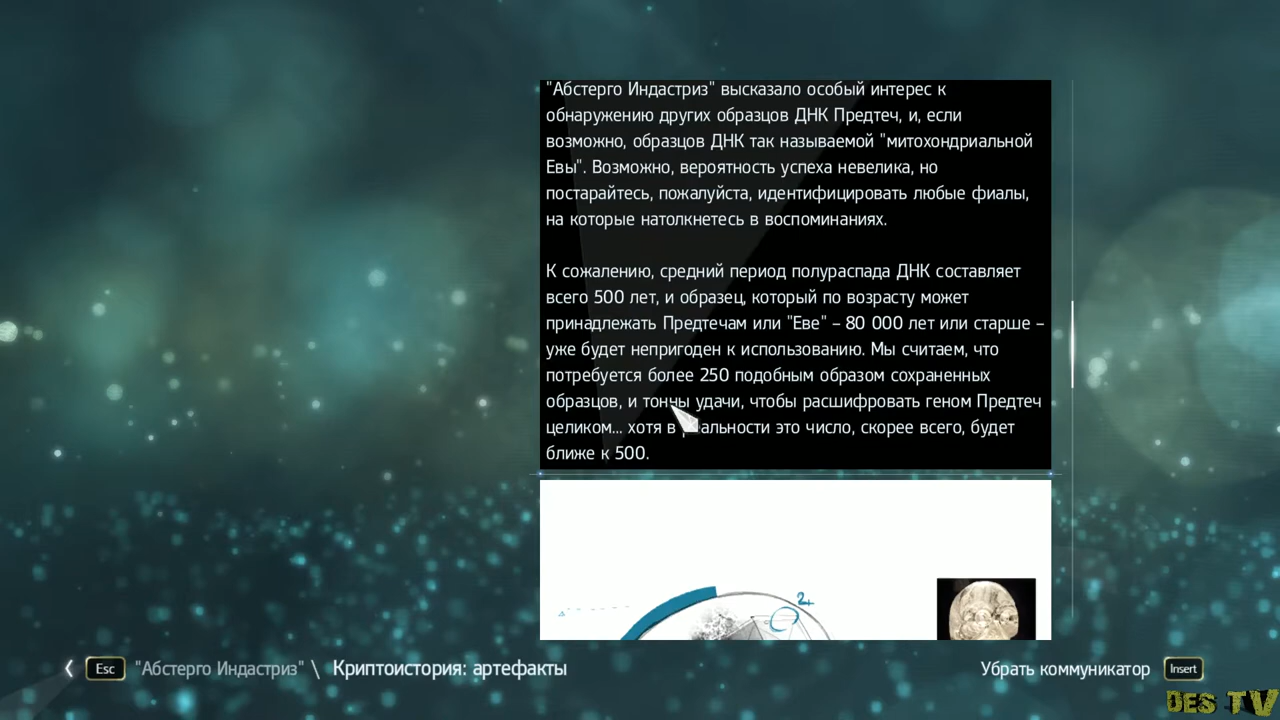 "Абстерго Индастриз" высказало особый интерес к
обнаружению других образцов ДНК Предтеч, и, если
возможно, образцов ДНК так называемой "митохондриальной
Евы". Возможно, вероятность успеха невелика, но
постарайтесь, пожалуйста, идентифицировать любые фиалы,
на которые натолкнетесь в воспоминаниях.
К сожалению, средний период полураспада ДНК составляет
всего 500 лет, и образец, который по возрасту может
принадлежать Предтечам или "Еве" – 80 000 лет или старше –
уже будет непригоден к использованию. Мы считаем, что
потребуется более 250 подобным образом сохраненных
образцов, и тонны удачи, чтобы расшифровать геном Предтеч
целиком... хотя в реальности это число, скорее всего, будет
ближе к 500.
2+
Esc "Абстерго Индастриз" \ Криптоистория: артефакты
Убрать коммуникатор Insert
DES TV